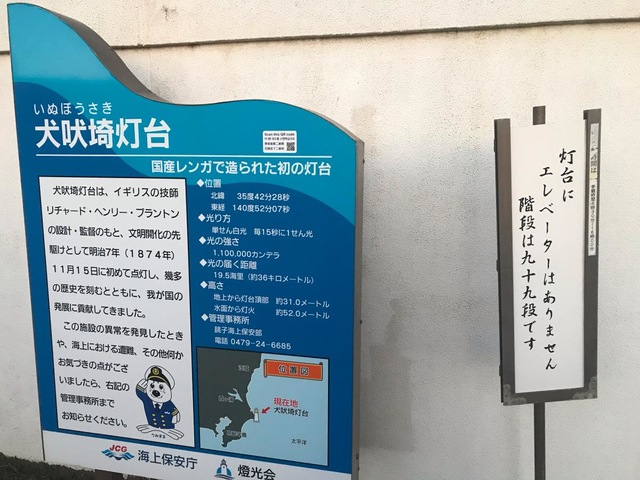 いぬぼうさき
犬吠埼灯台
Scan this QR code
国産レンガで造られた初の灯台
犬吠埼灯台は、イギリスの技師
リチャード・ヘンリー・ブラントン
の設計・監督のもと、文明開化の先
駆けとして明治7年(1874年)
11月15日に初めて点灯し、幾多
の歴史を刻むとともに、我が国の
発展に貢献してきました。
この施設の異常を発見したとき
や、海上における遭難、その他何か
お気づきの点がござ
いましたら、右記の
管理事務所まで
お知らせください。
うみまる
◆位置
北緯 35度42分28秒
東経 140度52分07秒
◆光り方
単せん白光 毎15秒に1せん光
◆光の強さ
1,100,000カンデラ
◆光の届く距離
19.5海里(約36キロメートル)
◆高さ
地上から灯台頂部 約31.0メートル
水面から灯火 約52.0メートル
◆管理事務所
銚子海上保安部
電話 0479-24-6685
位置図
現在地
犬吠埼灯台
太平洋
JCG 海上保安庁
燈光会
灯台に
エレベーターはありません
階段は九十九段です